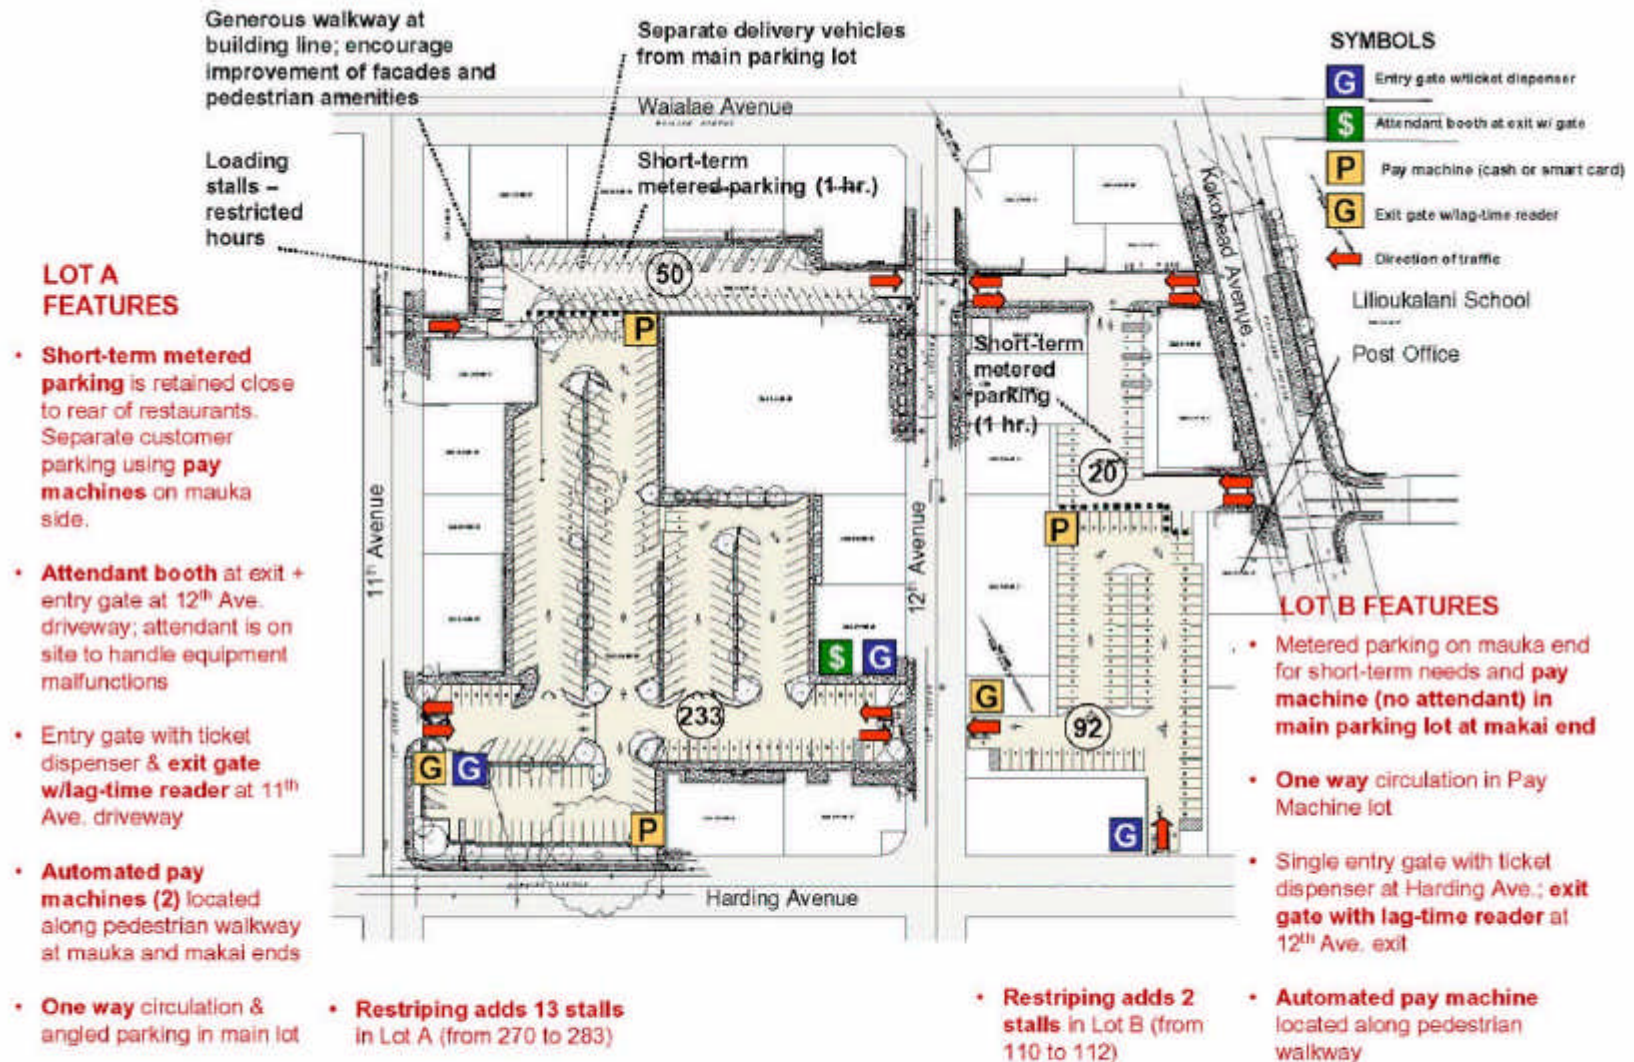 Generous walkway at
building line; encourage
improvement of facades and
pedestrian amenities
Separate delivery vehicles
from main parking lot
Waialae Avenue
Loading
stalls –
restricted
hours
Short-term
metered parking (1 hr.)
SYMBOLS
G Entry gate w/ticket dispenser
$ Attendant booth at exit w/ gate
P Pay machine (cash or smart card)
G Exit gate w/lag-time reader
Direction of traffic
Lilioukalani School
Post Office
Kokohead Avenue
LOT A
FEATURES
• Short-term metered
parking is retained close
to rear of restaurants.
Separate customer
parking using pay
machines on mauka
side.
• Attendant booth at exit +
entry gate at 12th Ave.
driveway; attendant is on
site to handle equipment
malfunctions
• Entry gate with ticket
dispenser & exit gate
w/lag-time reader at 11th
Ave. driveway
• Automated pay
machines (2) located
along pedestrian walkway
at mauka and makai ends
• One way circulation &
angled parking in main lot
• Restriping adds 13 stalls
in Lot A (from 270 to 283)
50
P
11th Avenue
12th Avenue
$ G
233
G G
P
Harding Avenue
Short-term
metered
parking
(1 hr.)
20
P
G
92
G
LOT B FEATURES
• Metered parking on mauka end
for short-term needs and pay
machine (no attendant) in
main parking lot at makai end
• One way circulation in Pay
Machine lot
• Single entry gate with ticket
dispenser at Harding Ave.; exit
gate with lag-time reader at
12th Ave. exit
• Automated pay machine
located along pedestrian
walkway
• Restriping adds 2
stalls in Lot B (from
110 to 112)